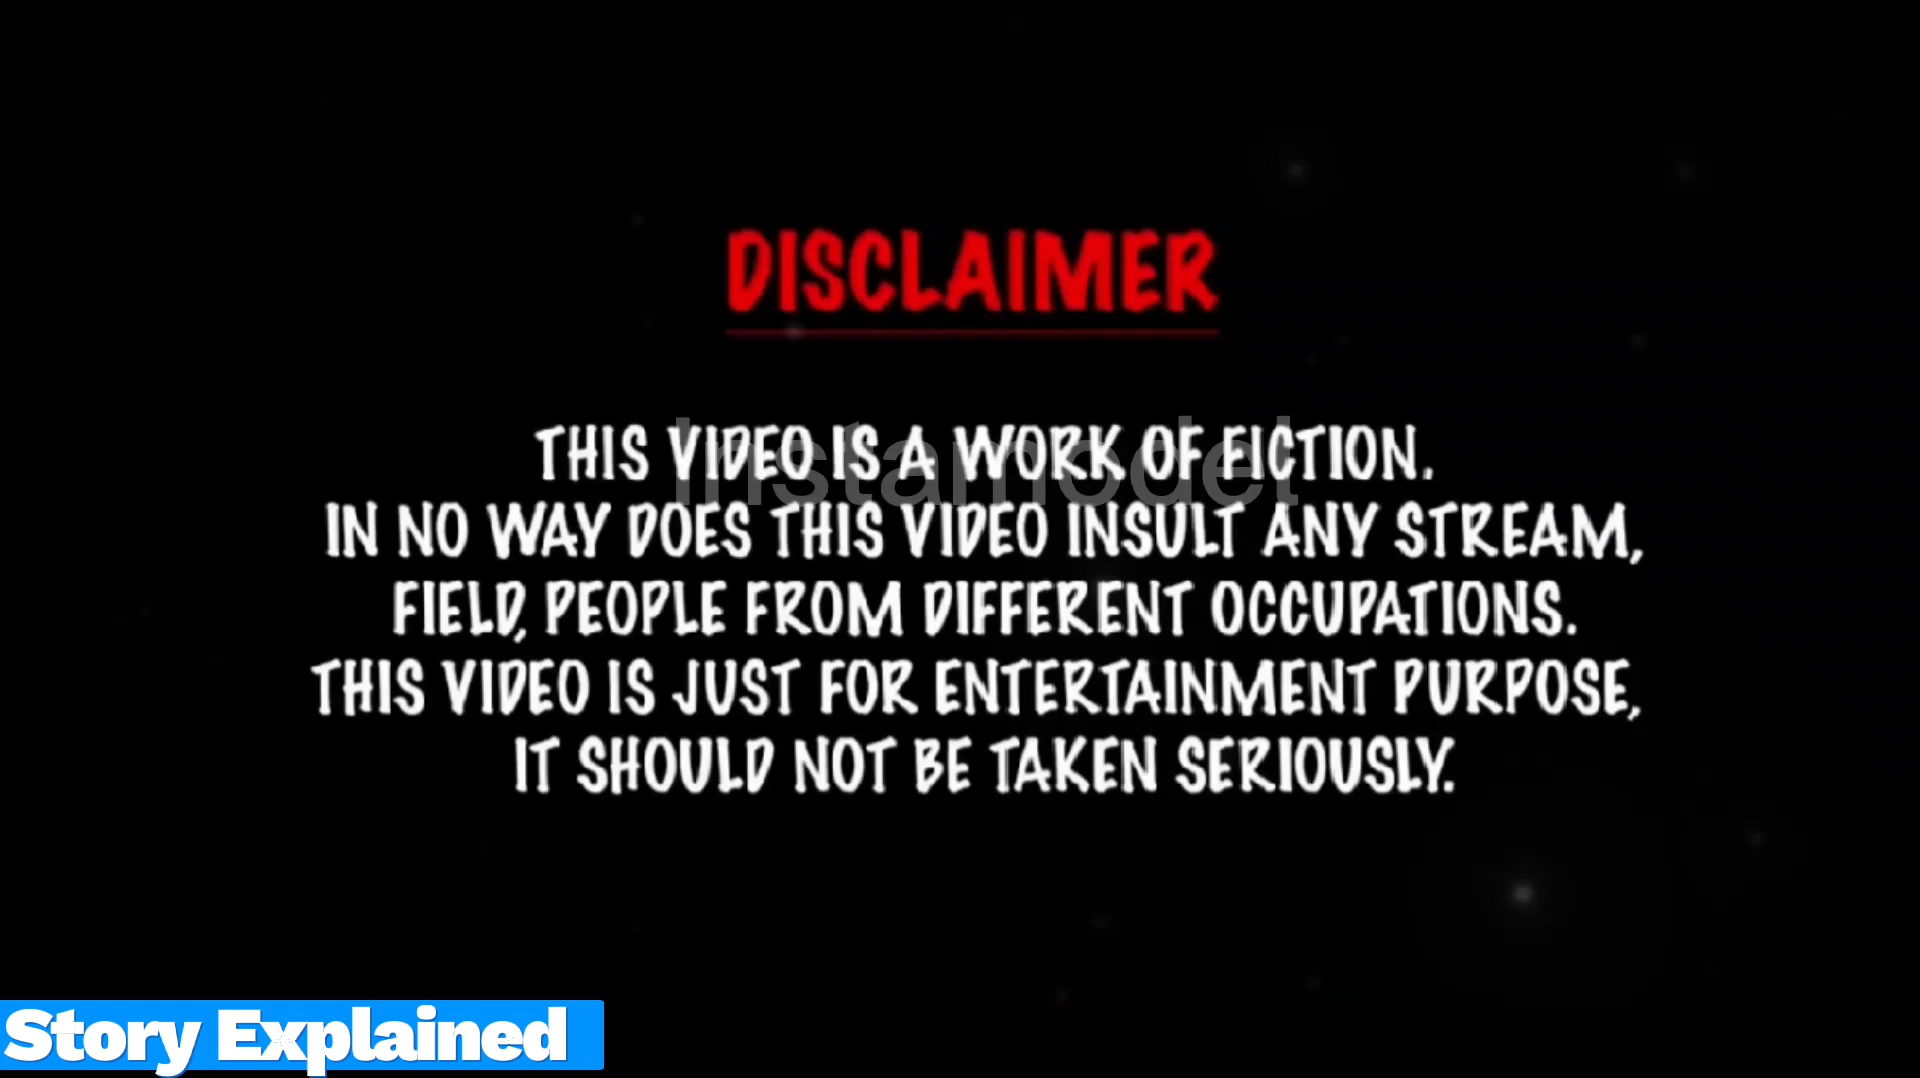 DISCLAIMER
THIS VIDEO IS A WORK OF FICTION.
IN NO WAY DOES THIS VIDEO INSULT ANY STREAM,
FIELD, PEOPLE FROM DIFFERENT OCCUPATIONS.
THIS VIDEO IS JUST FOR ENTERTAINMENT PURPOSE,
IT SHOULD NOT BE TAKEN SERIOUSLY.
Instamodel
Story Explained